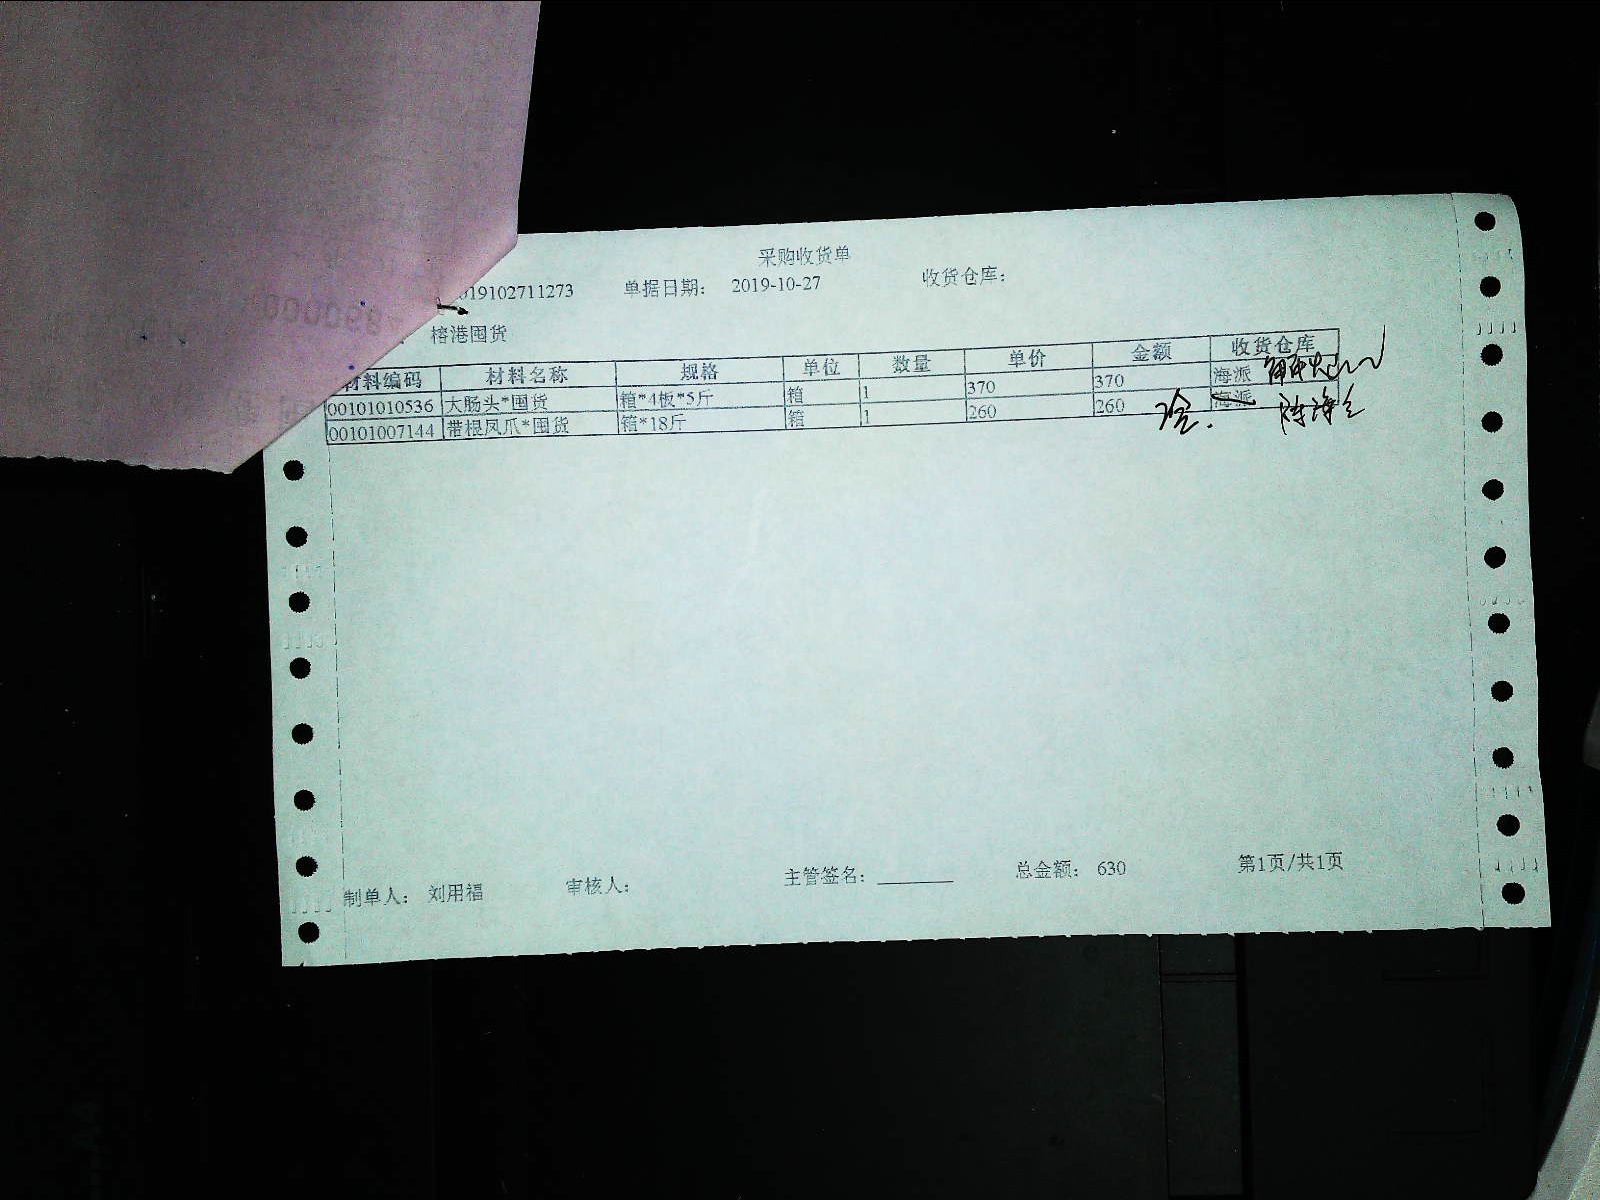 采购收货单
019102711273 单据日期： 2019-10-27 收货仓库：
榕港囤货
材料编码 材料名称 规格 单位 数量 单价 金额 收货仓库
00101010536 大肠头*囤货 箱*4板*5斤 箱 1 370 370 海派
00101007144 带根凤爪*囤货 箱*18斤 箱 1 260 260 海派
制单人： 刘用福 审核人： 主管签名： 总金额： 630 第1页/共1页